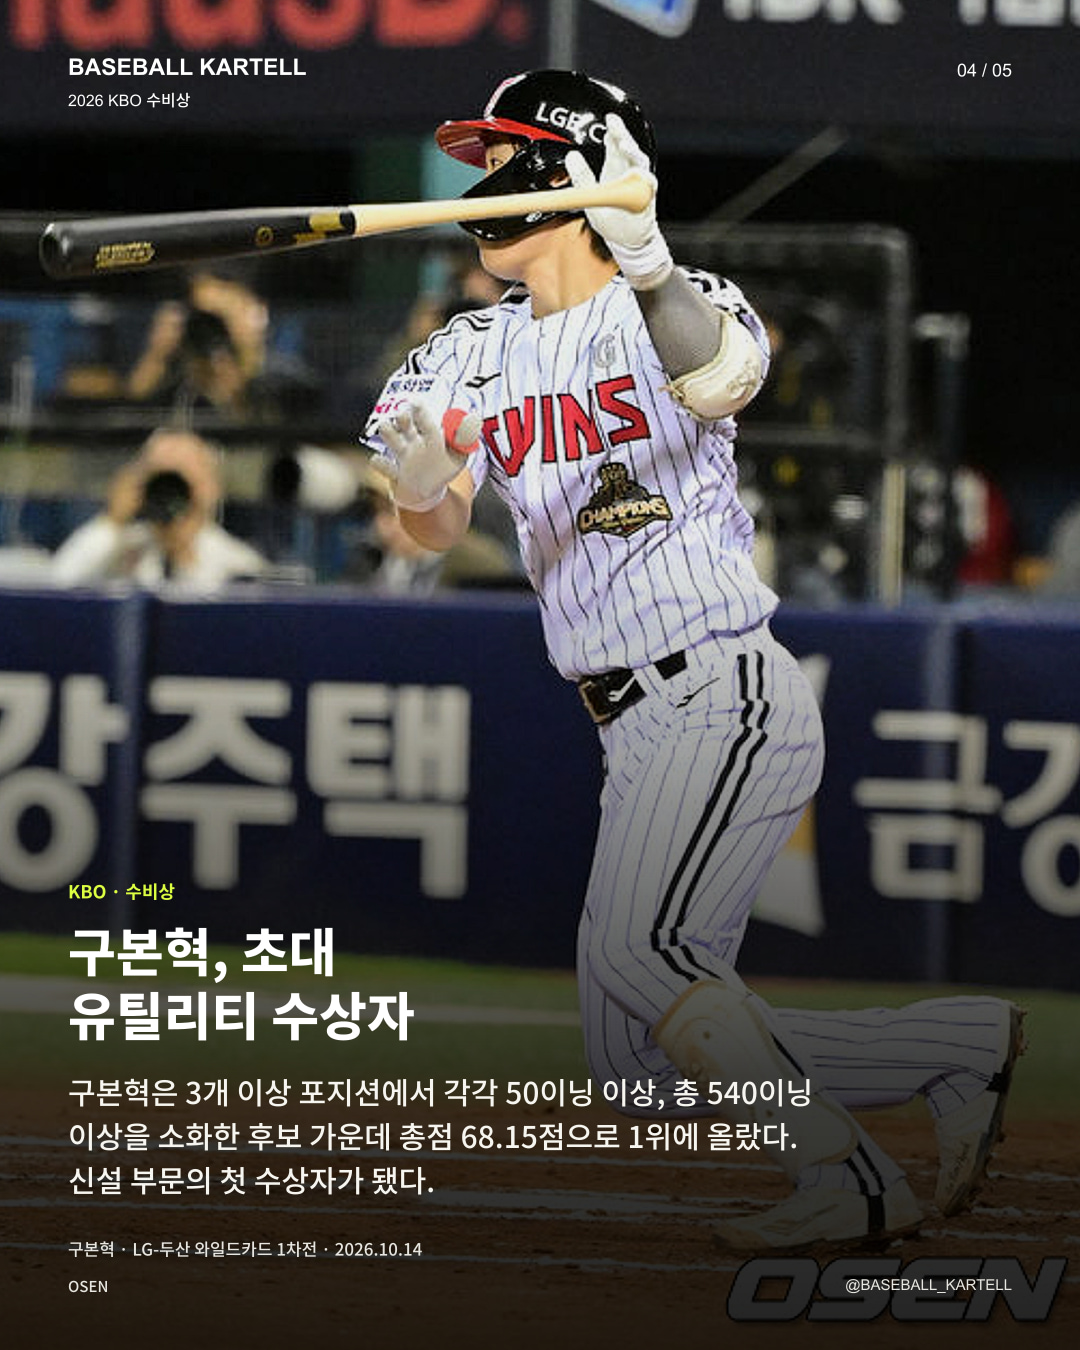 BASEBALL KARTELL
04 / 05
2026 KBO 수비상
TWINS
CHAMPIONS
강주택
금강
KBO · 수비상
구본혁, 초대
유틸리티 수상자
구본혁은 3개 이상 포지션에서 각각 50이닝 이상, 총 540이닝
이상을 소화한 후보 가운데 총점 68.15점으로 1위에 올랐다.
신설 부문의 첫 수상자가 됐다.
구본혁 · LG-두산 와일드카드 1차전 · 2026.10.14
OSEN
@BASEBALL_KARTELL
OSEN